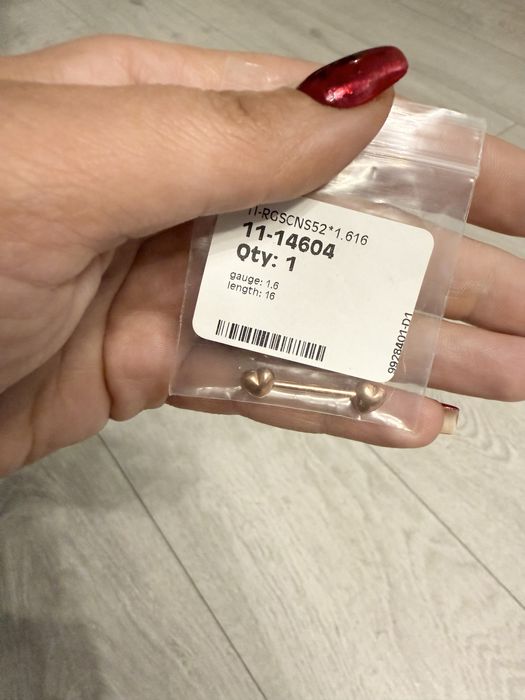 TI-RGSCNS52*1.616
11-14604
Qty: 1
gauge: 1.6
length: 16
9928401-D1